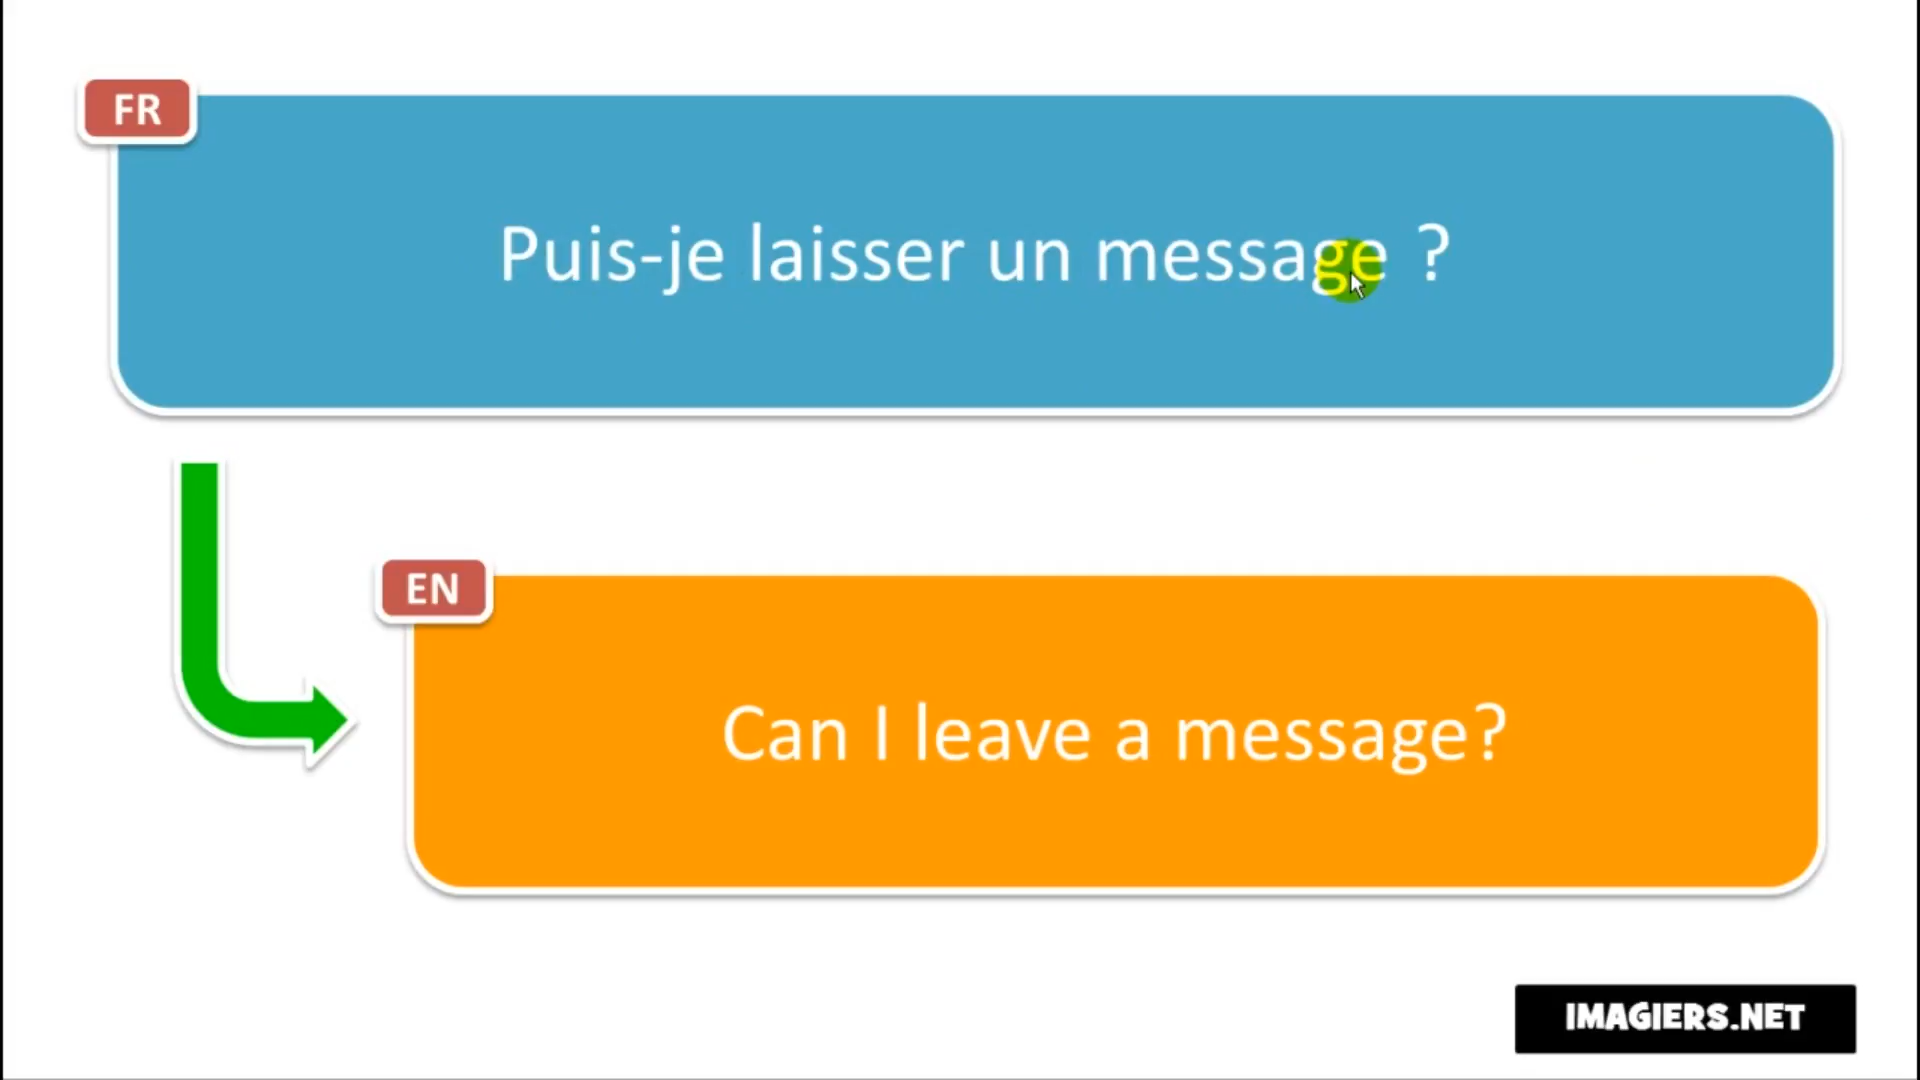 FR
Puis-je laisser un message ?
EN
Can I leave a message?
IMAGIERS.NET